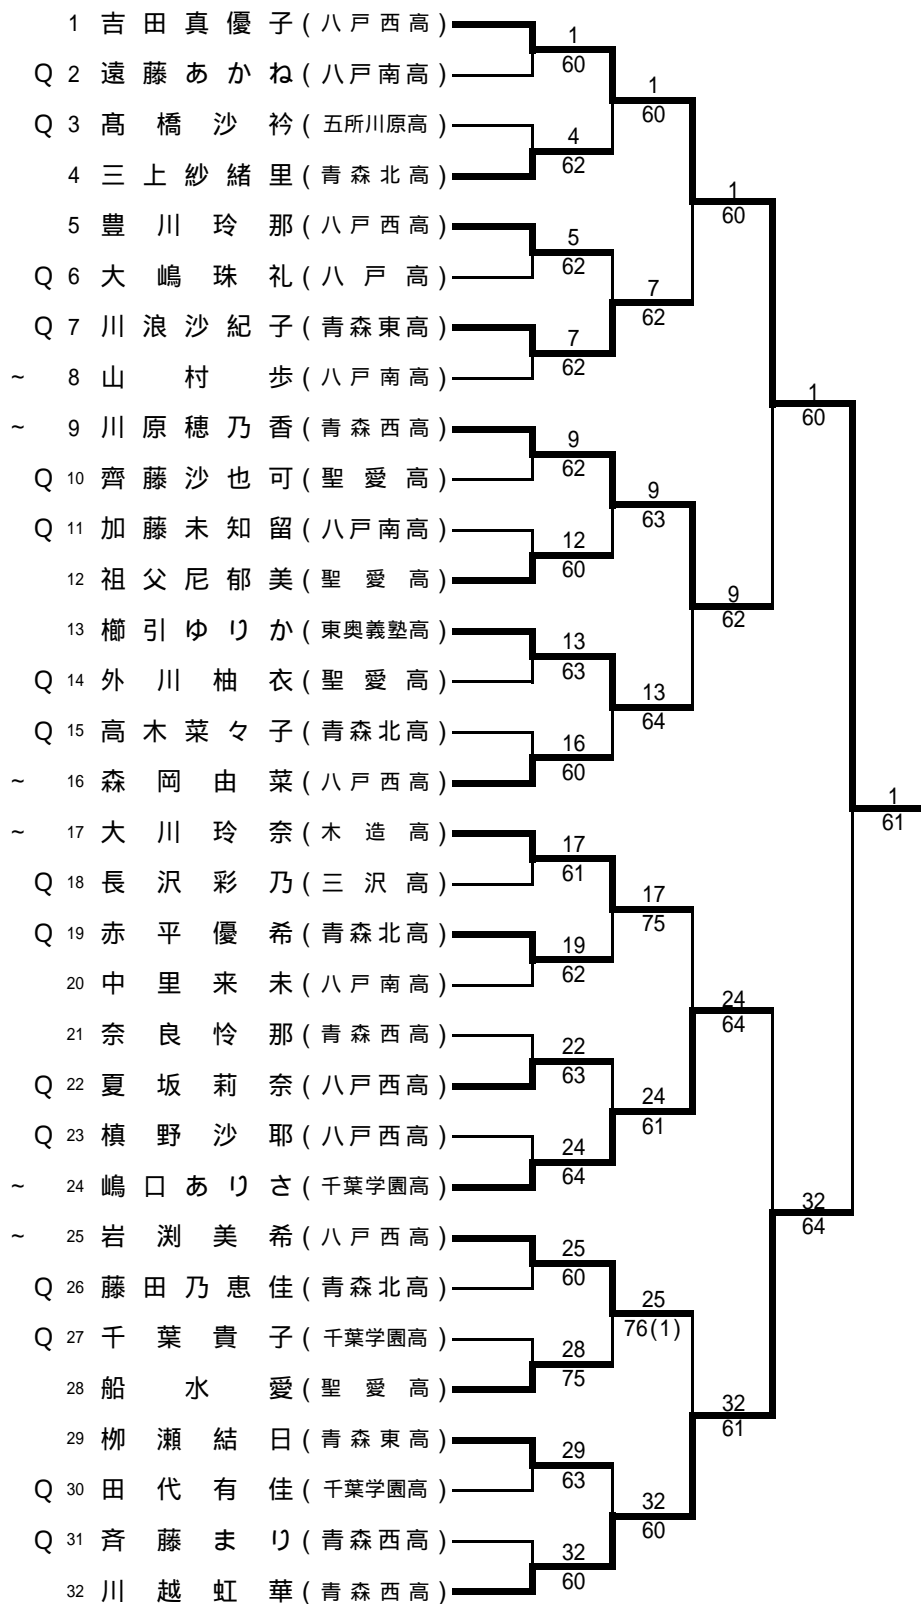 1 吉田真優子(八戸西高)
Q 2 遠藤あかね(八戸南高)
Q 3 髙橋沙衿(五所川原高)
4 三上紗緒里(青森北高)
5 豊川玲那(八戸西高)
Q 6 大嶋珠礼(八戸高)
Q 7 川浪沙紀子(青森東高)
~ 8 山村歩(八戸南高)
~ 9 川原穂乃香(青森西高)
Q 10 齊藤沙也可(聖愛高)
Q 11 加藤未知留(八戸南高)
12 祖父尼郁美(聖愛高)
13 櫛引ゆりか(東奥義塾高)
Q 14 外川柚衣(聖愛高)
Q 15 高木菜々子(青森北高)
~ 16 森岡由菜(八戸西高)
~ 17 大川玲奈(木造高)
Q 18 長沢彩乃(三沢高)
Q 19 赤平優希(青森北高)
20 中里来未(八戸南高)
21 奈良怜那(青森西高)
Q 22 夏坂莉奈(八戸西高)
Q 23 槙野沙耶(八戸西高)
~ 24 嶋口ありさ(千葉学園高)
~ 25 岩渕美希(八戸西高)
Q 26 藤田乃恵佳(青森北高)
Q 27 千葉貴子(千葉学園高)
28 船水愛(聖愛高)
29 栁瀬結日(青森東高)
Q 30 田代有佳(千葉学園高)
Q 31 斉藤まり(青森西高)
32 川越虹華(青森西高)
1
60
4
62
5
62
7
62
9
62
12
60
13
63
16
60
17
61
19
62
22
63
24
64
25
60
28
75
29
63
32
60
1
60
7
62
9
63
13
64
17
75
24
61
25
76(1)
32
60
1
60
9
62
24
64
32
61
1
60
32
64
1
61